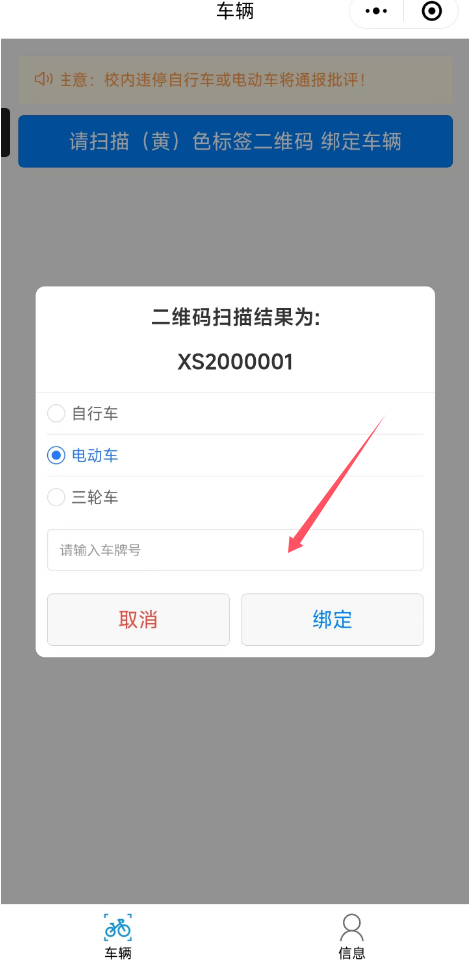 车辆
主意：校内违停自行车或电动车将通报批评！
请扫描（黄）色标签二维码 绑定车辆
二维码扫描结果为:
XS2000001
自行车
电动车
三轮车
请输入车牌号
取消
绑定
车辆
信息